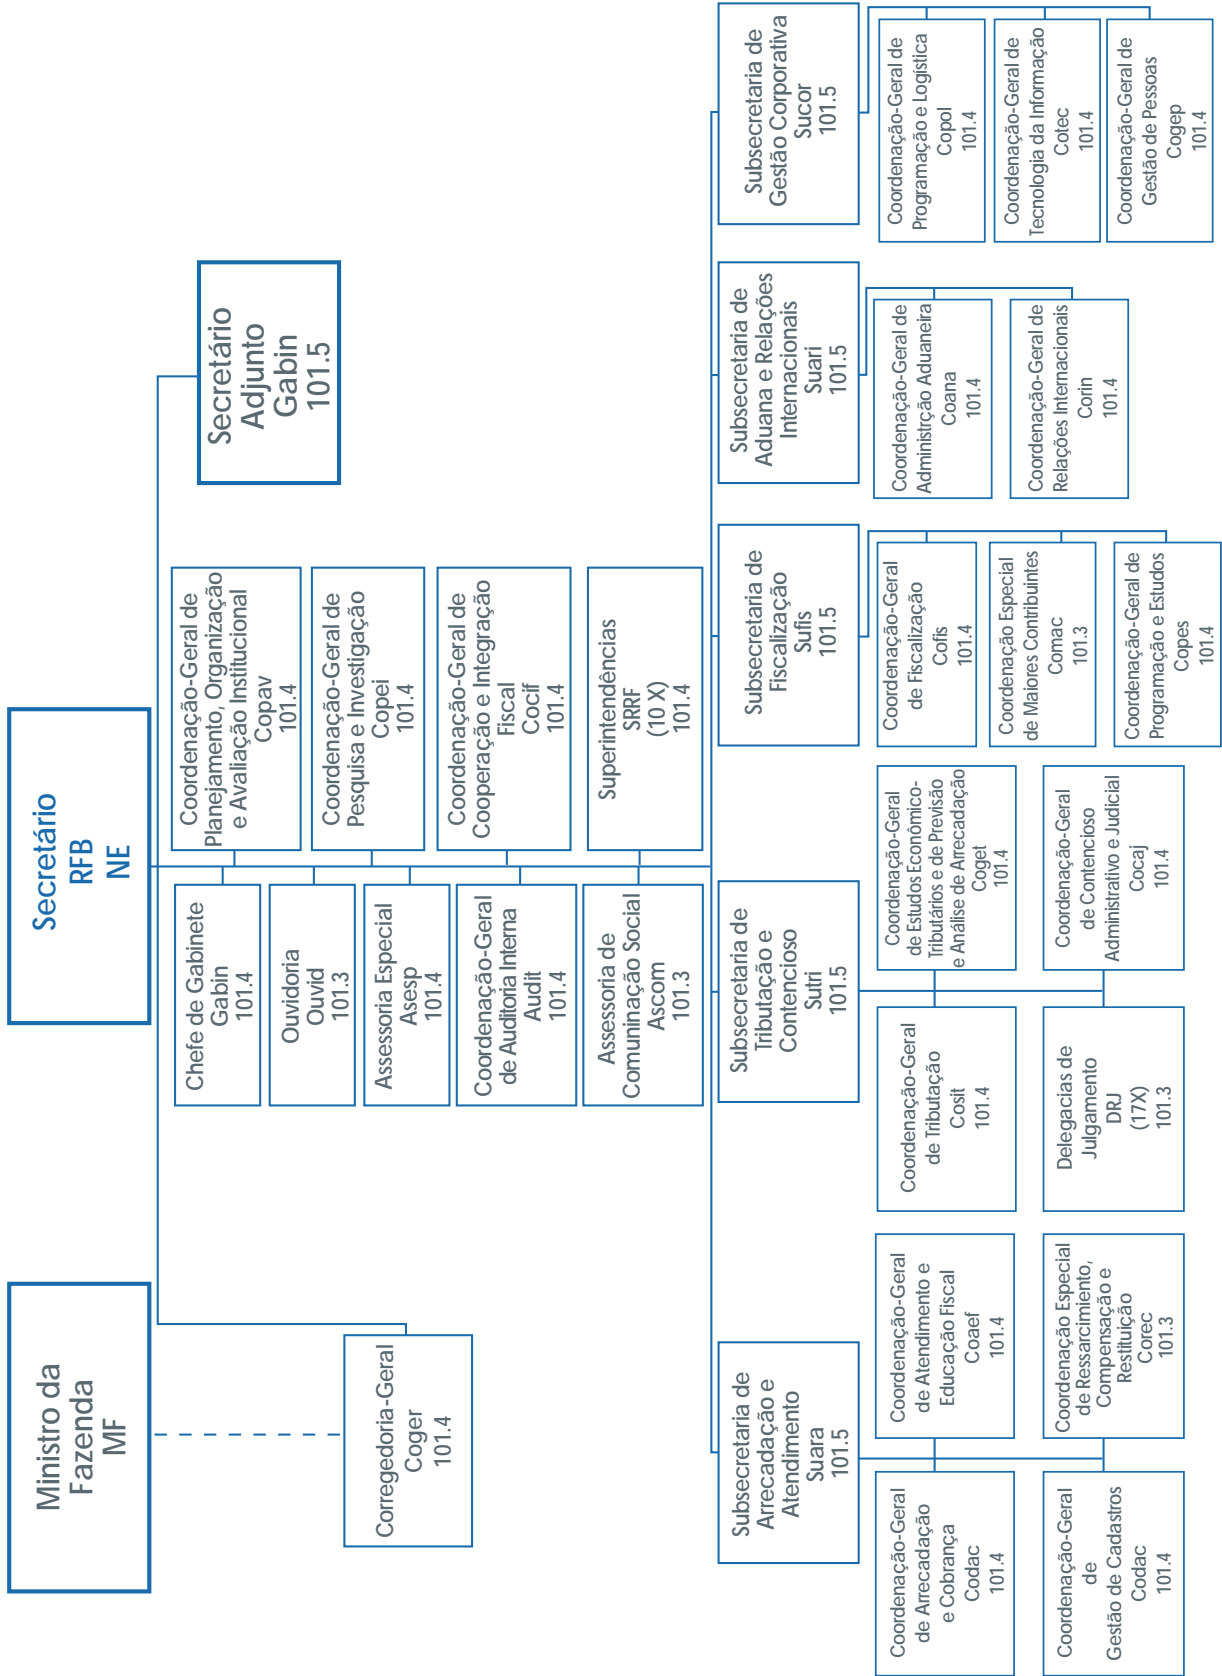 Ministro da
Fazenda
MF
Secretário
RFB
NE
Corregedoria-Geral
Coger
101.4
Secretário
Adjunto
Gabin
101.5
Chefe de Gabinete
Gabin
101.4
Coordenação-Geral de
Planejamento, Organização
e Avaliação Institucional
Copav
101.4
Ouvidoria
Ouvid
101.3
Coordenação-Geral de
Pesquisa e Investigação
Copei
101.4
Assessoria Especial
Asesp
101.4
Coordenação-Geral de
Cooperação e Integração
Fiscal
Cocif
101.4
Coordenação-Geral
de Auditoria Interna
Audit
101.4
Superintendências
SRRF
(10 X)
101.4
Assessoria de
Comuninação Social
Ascom
101.3
Subsecretaria de
Arrecadação e
Atendimento
Suara
101.5
Subsecretaria de
Tributação e
Contencioso
Sutri
101.5
Subsecretaria de
Fiscalização
Sufis
101.5
Subsecretaria de
Aduana e Relações
Internacionais
Suari
101.5
Subsecretaria de
Gestão Corporativa
Sucor
101.5
Coordenação-Geral
de Arrecadação
e Cobrança
Codac
101.4
Coordenação-Geral
de Atendimento e
Educação Fiscal
Coaef
101.4
Coordenação-Geral
de
Gestão de Cadastros
Codac
101.4
Coordenação Especial
de Ressarcimento,
Compensação e
Restituição
Corec
101.3
Coordenação-Geral
de Tributação
Cosit
101.4
Coordenação-Geral
de Estudos Econômico-
Tributários e de Previsão
e Análise de Arrecadação
Coget
101.4
Delegacias de
Julgamento
DRJ
(17X)
101.3
Coordenação-Geral
de Contencioso
Administrativo e Judicial
Cocaj
101.4
Coordenação-Geral
de Fiscalização
Cofis
101.4
Coordenação Especial
de Maiores Contribuintes
Comac
101.3
Coordenação-Geral de
Programação e Estudos
Copes
101.4
Coordenação-Geral de
Administrção Aduaneira
Coana
101.4
Coordenação-Geral de
Relações Internacionais
Corin
101.4
Coordenação-Geral de
Programação e Logística
Copol
101.4
Coordenação-Geral de
Tecnologia da Informação
Cotec
101.4
Coordenação-Geral de
Gestão de Pessoas
Cogep
101.4